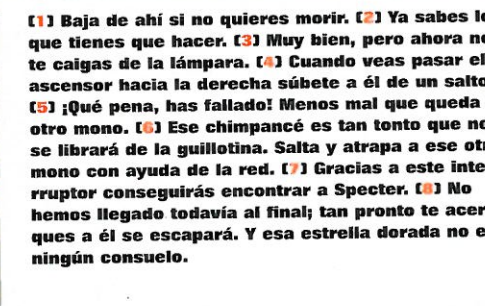 [1] Baja de ahí si no quieres morir. [2] Ya sabes lo
que tienes que hacer. [3] Muy bien, pero ahora no
te caigas de la lámpara. [4] Cuando veas pasar el
ascensor hacia la derecha súbete a él de un salto.
[5] ¡Qué pena, has fallado! Menos mal que queda
otro mono. [6] Ese chimpancé es tan tonto que no
se librará de la guillotina. Salta y atrapa a ese otro
mono con ayuda de la red. [7] Gracias a este inte-
rruptor conseguirás encontrar a Specter. [8] No
hemos llegado todavía al final; tan pronto te acer-
ques a él se escapará. Y esa estrella dorada no es
ningún consuelo.